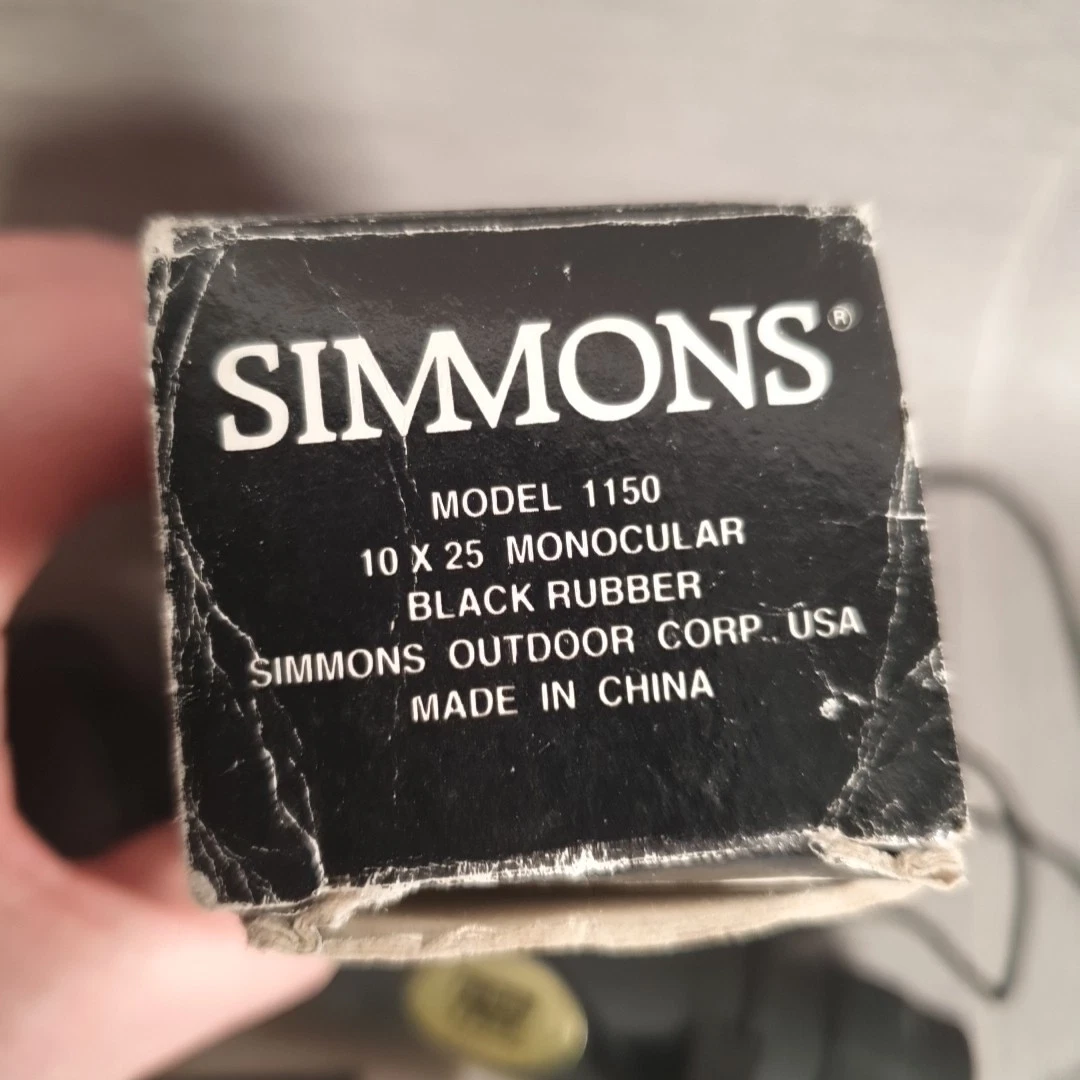 SIMMONS®
MODEL 1150
10 X 25 MONOCULAR
BLACK RUBBER
SIMMONS OUTDOOR CORP. USA
MADE IN CHINA